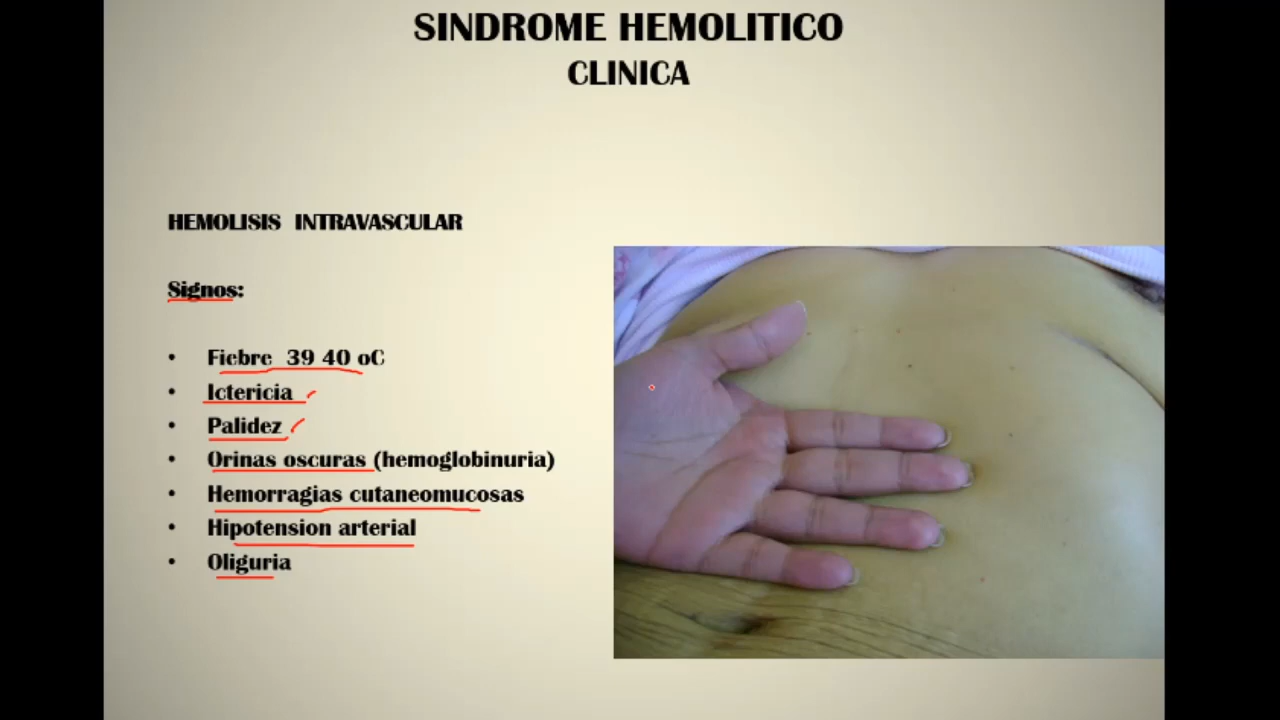 SINDROME HEMOLITICO
CLINICA
HEMOLISIS INTRAVASCULAR
Signos:
• Fiebre 39 40 oC
• Ictericia
• Palidez
• Orinas oscuras (hemoglobinuria)
• Hemorragias cutaneomucosas
• Hipotension arterial
• Oliguria